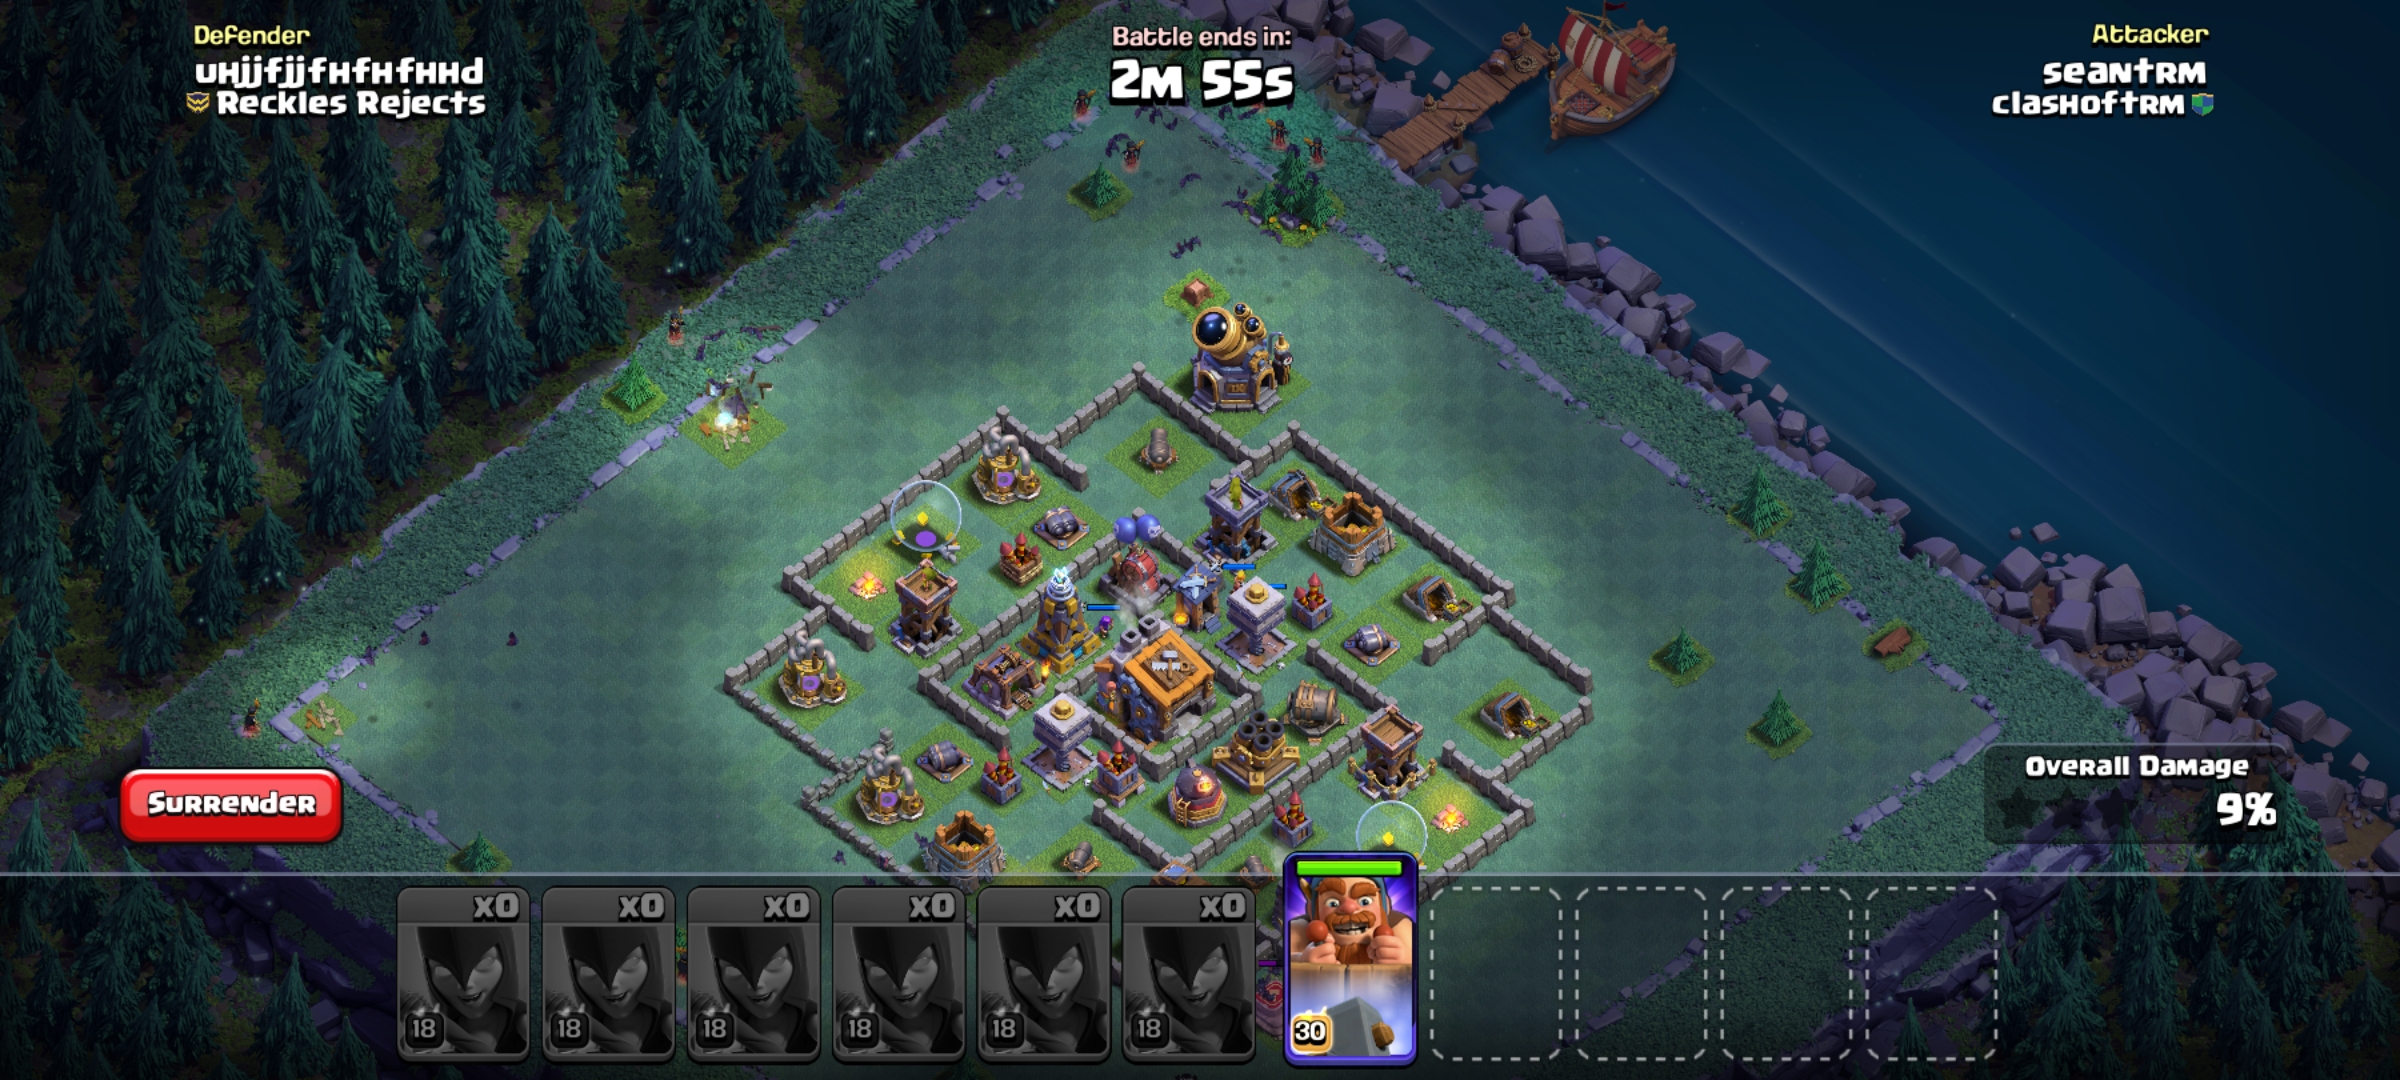 Defender
uHjjfjjfHfHfHHd
Reckles Rejects
Battle ends in:
2M 55s
Attacker
seantRM
clashoftRM
Surrender
Overall Damage
9%
x0
x0
x0
x0
x0
x0
18
18
18
18
18
18
30